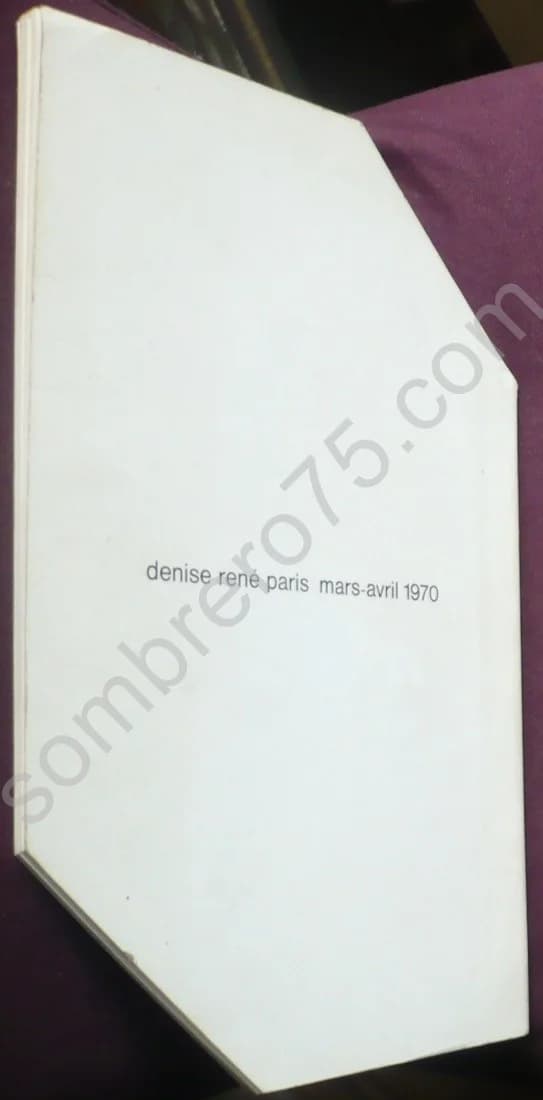 denise rené paris mars-avril 1970
sombrero75.com